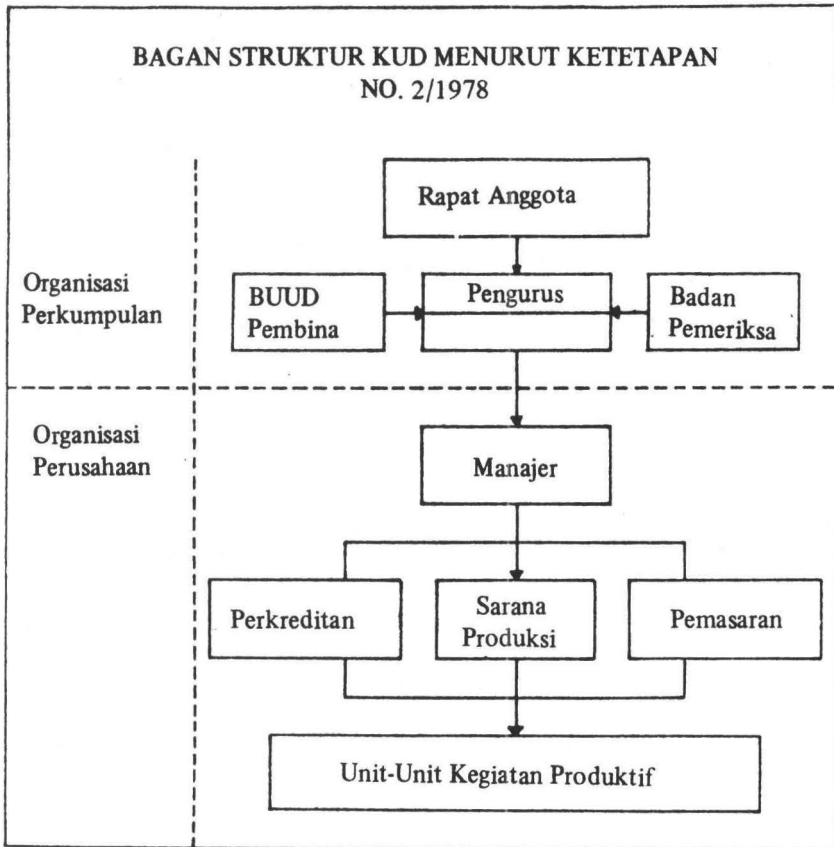 BAGAN STRUKTUR KUD MENURUT KETETAPAN
NO. 2/1978
Rapat Anggota
Organisasi
Perkumpulan
BUUD
Pembina
Pengurus
Badan
Pemeriksa
Organisasi
Perusahaan
Manajer
Perkreditan
Sarana
Produksi
Pemasaran
Unit-Unit Kegiatan Produktif